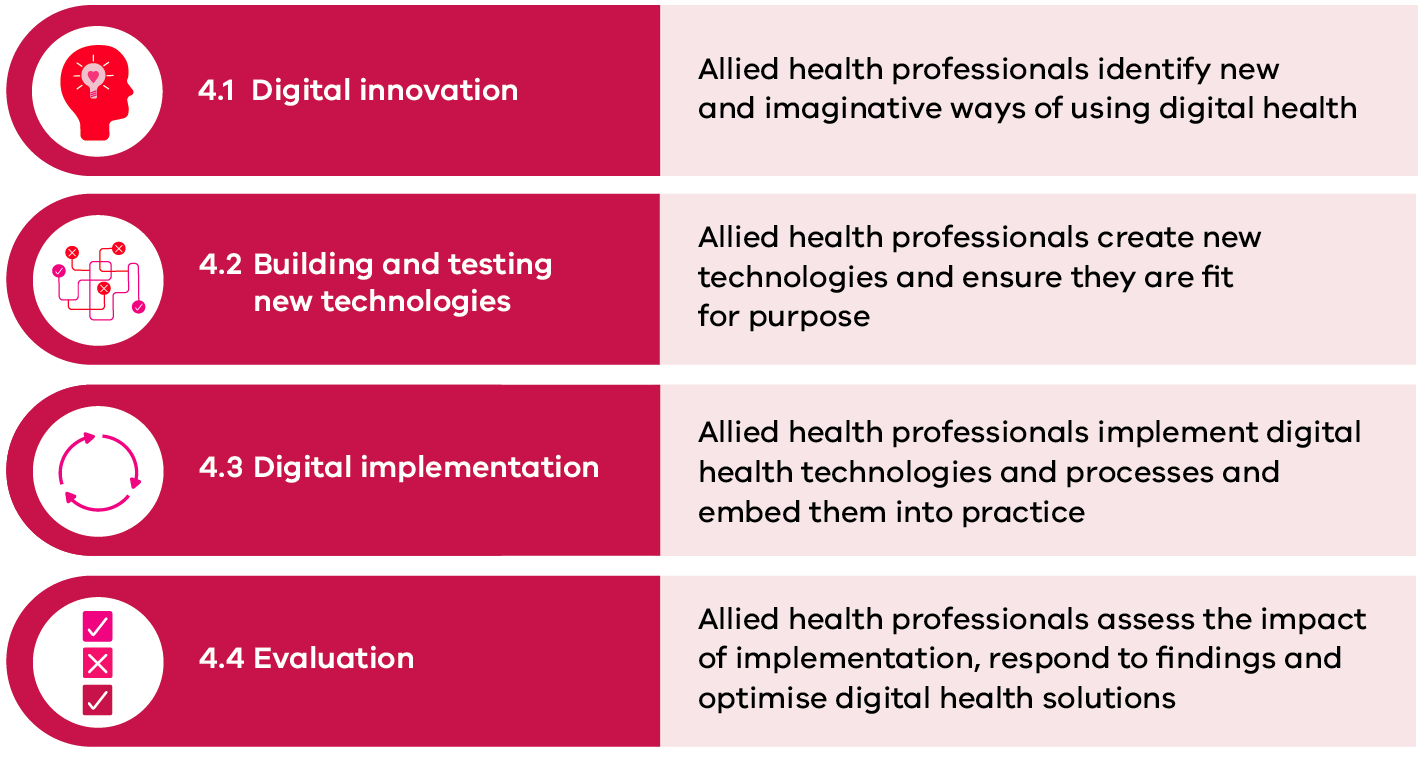 4.1 Digital innovation
Allied health professionals identify new
and imaginative ways of using digital health
4.2 Building and testing
new technologies
Allied health professionals create new
technologies and ensure they are fit
for purpose
4.3 Digital implementation
Allied health professionals implement digital
health technologies and processes and
embed them into practice
4.4 Evaluation
Allied health professionals assess the impact
of implementation, respond to findings and
optimise digital health solutions